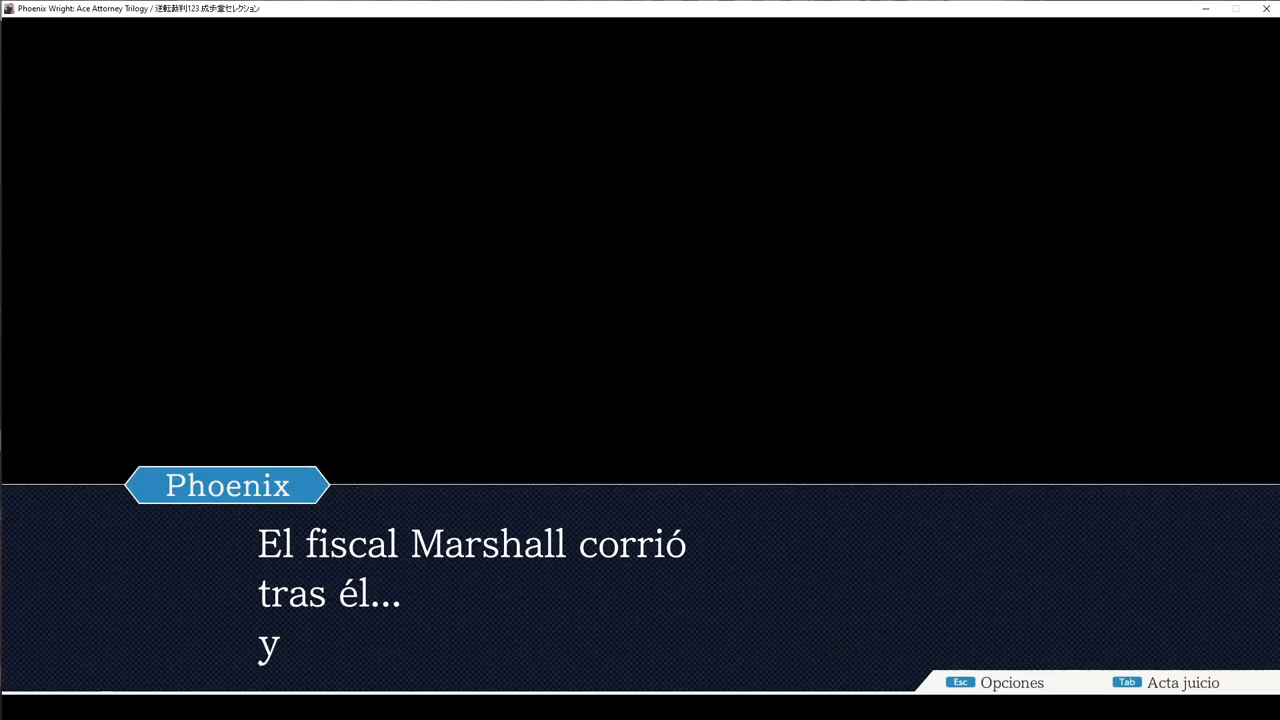 Phoenix Wright: Ace Attorney Trilogy / 逆転裁判123 成歩堂セレクション
Phoenix
El fiscal Marshall corrió
tras él...
y
Esc Opciones Tab Acta juicio